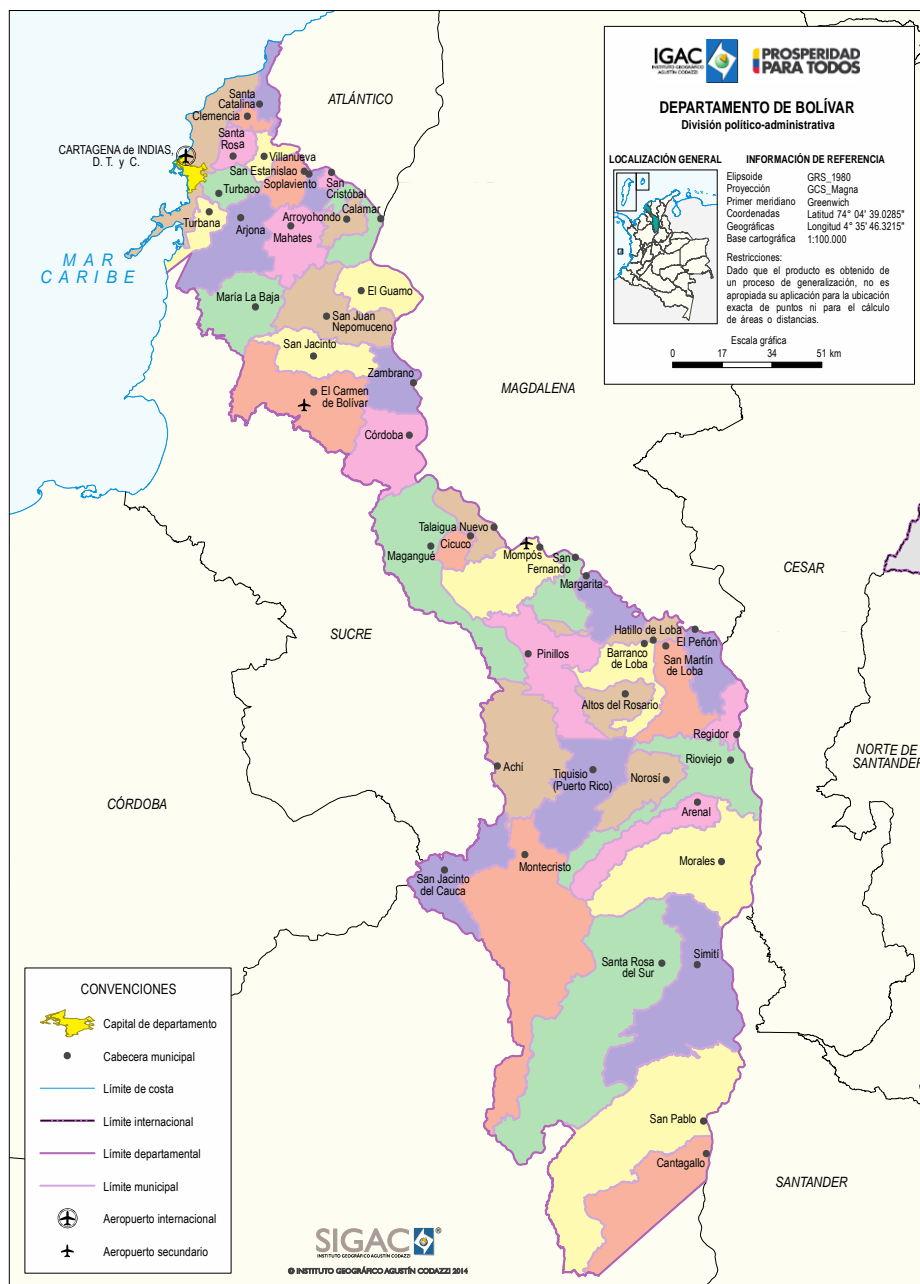 IGAC
INSTITUTO GEOGRÁFICO
AGUSTÍN CODAZZI
PROSPERIDAD
PARA TODOS
DEPARTAMENTO DE BOLÍVAR
División político-administrativa
LOCALIZACIÓN GENERAL
INFORMACIÓN DE REFERENCIA
Elipsoide GRS_1980
Proyección GCS_Magna
Primer meridiano Greenwich
Coordenadas Latitud 74° 04' 39.0285"
Geográficas Longitud 4° 35' 46.3215"
Base cartográfica 1:100.000
Restricciones:
Dado que el producto es obtenido de
un proceso de generalización, no es
apropiada su aplicación para la ubicación
exacta de puntos ni para el cálculo
de áreas o distancias.
Escala gráfica
0 17 34 51 km
ATLÁNTICO
Santa
Catalina
Clemencia
Santa
Rosa
CARTAGENA de INDIAS,
D. T. y C.
Villanueva
San Estanislao
Soplaviento
San
Cristóbal
Turbaco
Calamar
Arroyohondo
Turbana
Arjona
Mahates
MAR
CARIBE
El Guamo
María La Baja
San Juan
Nepomuceno
San Jacinto
Zambrano
MAGDALENA
El Carmen
de Bolívar
Córdoba
Talaigua Nuevo
Cicuco
Magangué
Mompós
San
Fernando
Margarita
CESAR
SUCRE
Hatillo de Loba
El Peñón
Pinillos
Barranco
de Loba
San Martín
de Loba
Altos del Rosario
Regidor
NORTE DE
SANTANDER
Rioviejo
Achí
Tiquisio
(Puerto Rico)
Norosí
CÓRDOBA
Arenal
Morales
Montecristo
San Jacinto
del Cauca
Santa Rosa
del Sur
Simití
San Pablo
Cantagallo
SANTANDER
CONVENCIONES
Capital de departamento
Cabecera municipal
Límite de costa
Límite internacional
Límite departamental
Límite municipal
Aeropuerto internacional
Aeropuerto secundario
SIGAC®
INSTITUTO GEOGRÁFICO AGUSTÍN CODAZZI
© INSTITUTO GEOGRÁFICO AGUSTÍN CODAZZI 2014